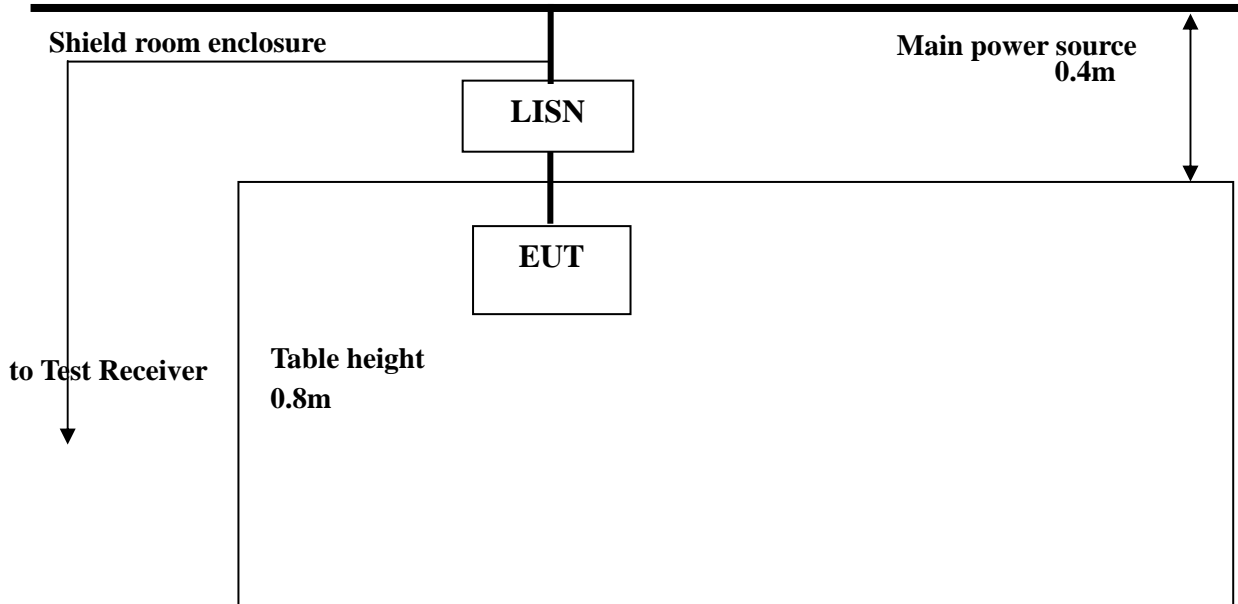 Shield room enclosure
Main power source
0.4m
LISN
EUT
Table height
to Test Receiver
0.8m